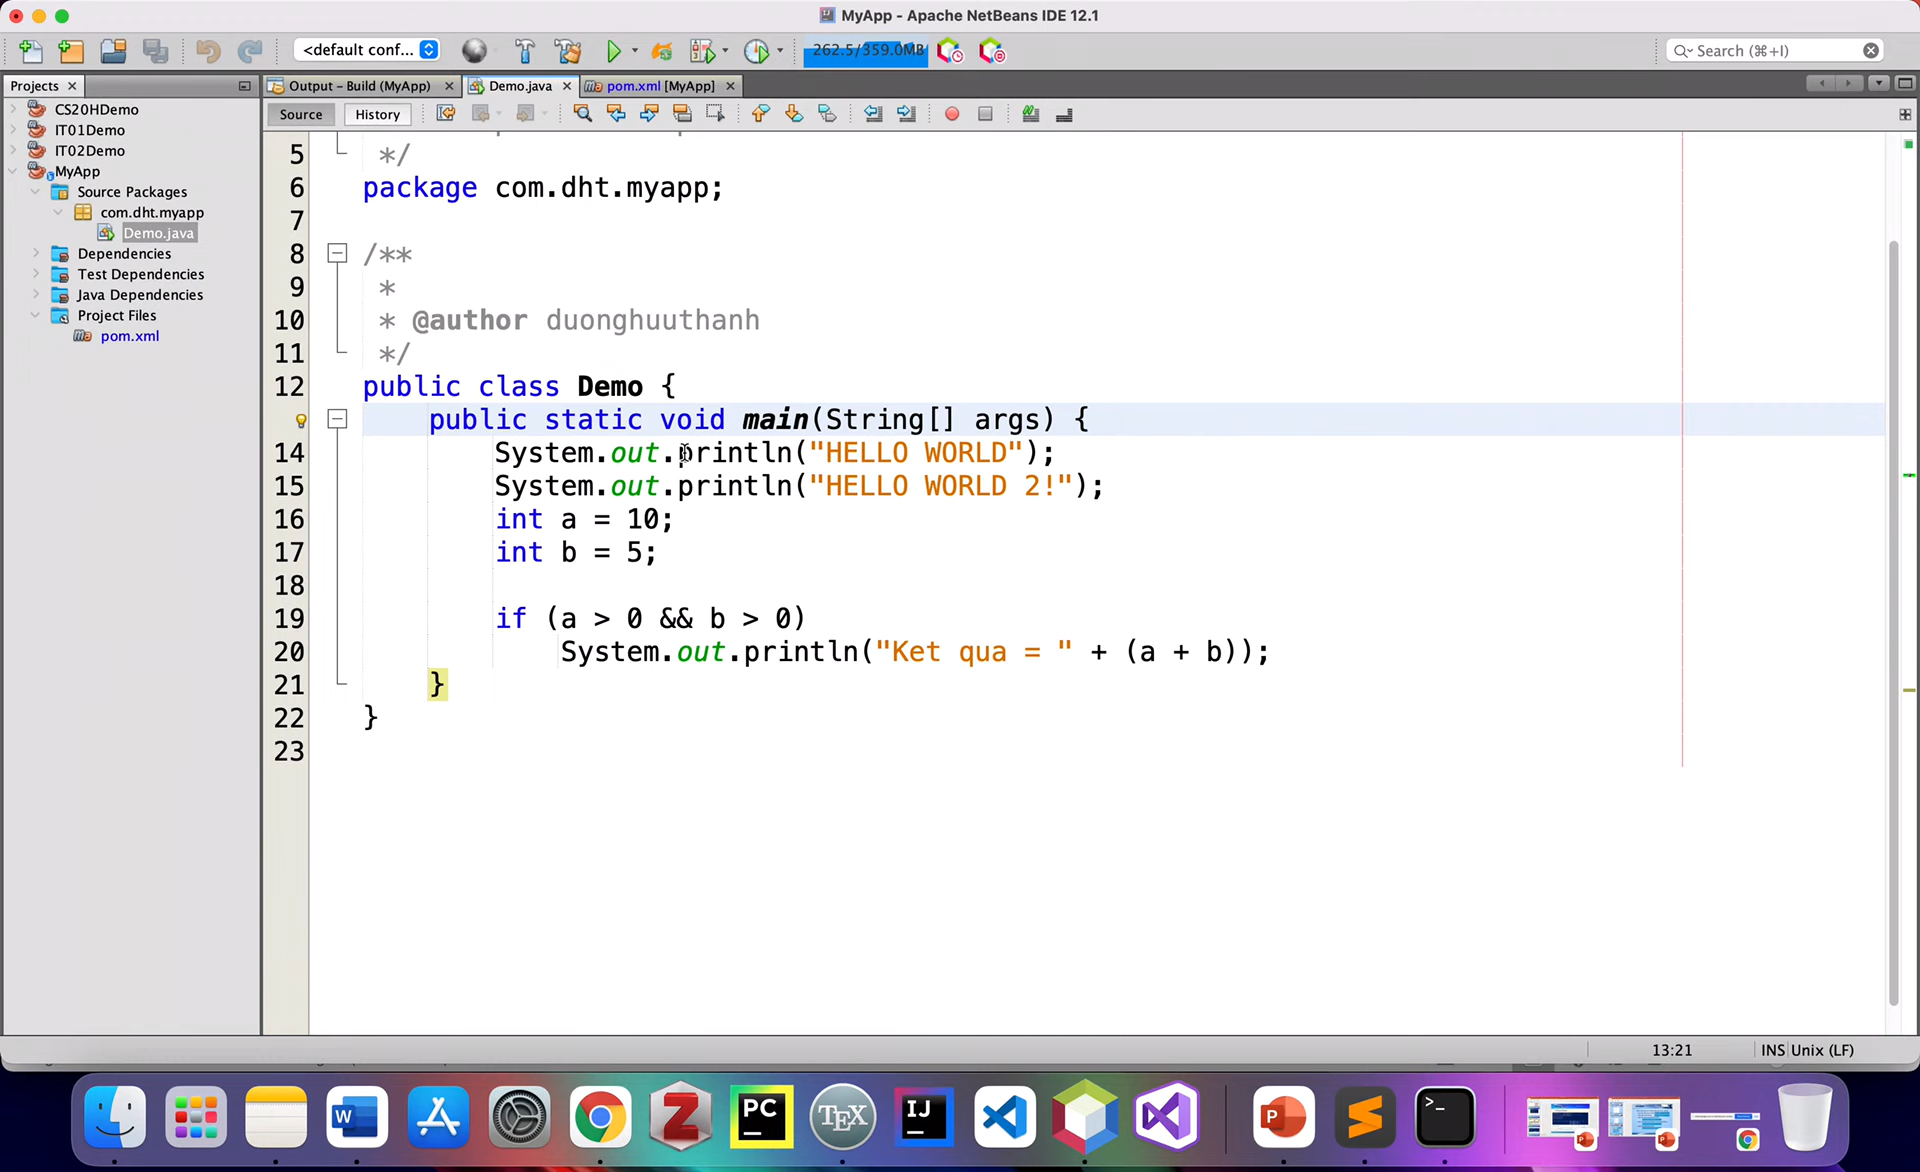 MyApp - Apache NetBeans IDE 12.1
<default conf...
262.5/359.0MB
Search (⌘+I)
Projects
Output - Build (MyApp)
Demo.java
pom.xml [MyApp]
Source
History
CS20HDemo
IT01Demo
IT02Demo
MyApp
Source Packages
com.dht.myapp
Demo.java
Dependencies
Test Dependencies
Java Dependencies
Project Files
pom.xml
5 */
6 package com.dht.myapp;
7
8 /**
9 *
10 * @author duonghuuthanh
11 */
12 public class Demo {
public static void main(String[] args) {
14 System.out.println("HELLO WORLD");
15 System.out.println("HELLO WORLD 2!");
16 int a = 10;
17 int b = 5;
18
19 if (a > 0 && b > 0)
20 System.out.println("Ket qua = " + (a + b));
21 }
22 }
23
13:21
INS
Unix (LF)
W
Z
PC
TEX
IJ
P
>_